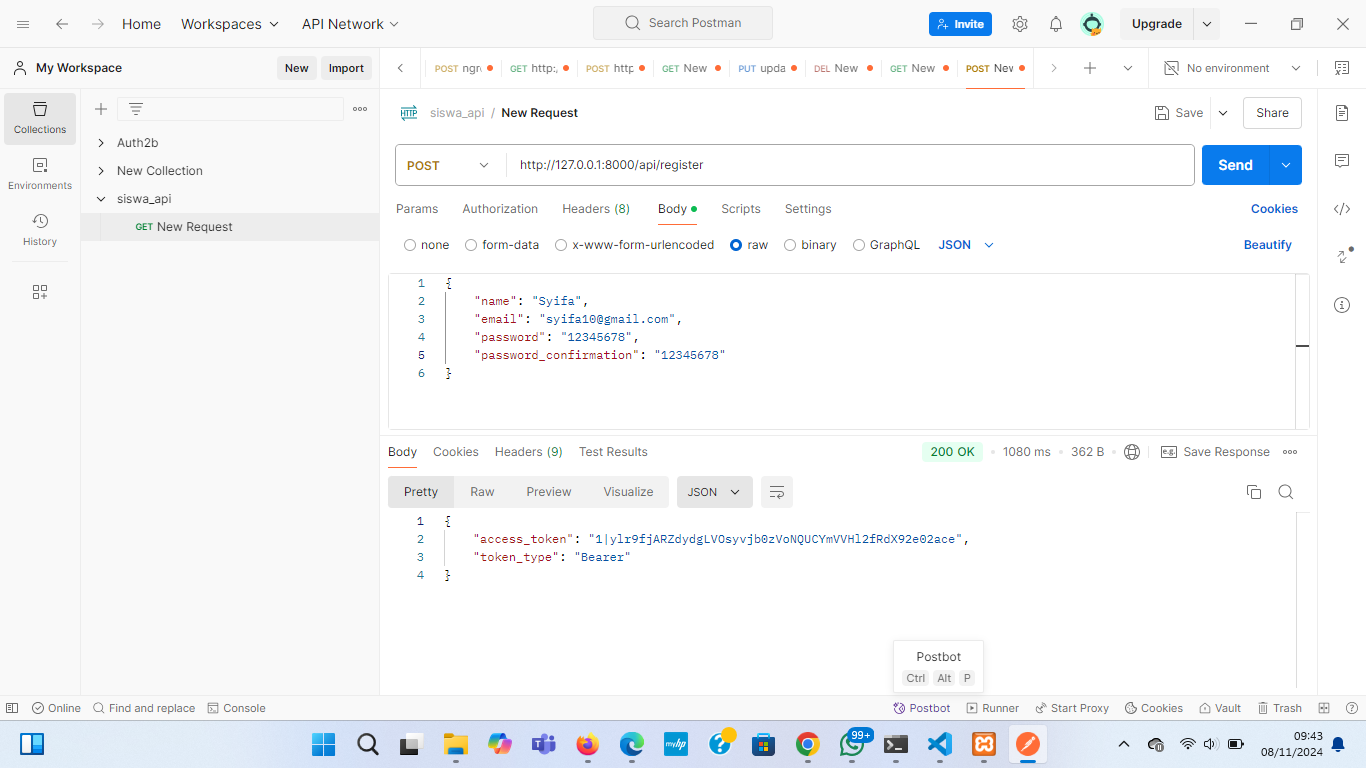 Home Workspaces API Network Search Postman Invite Upgrade
My Workspace New Import POST ngr GET http:, POST http GET New PUT upda DEL New GET New POST New No environment
Collections
Environments
History
Auth2b
New Collection
siswa_api
GET New Request
HTTP siswa_api / New Request Save Share
POST http://127.0.0.1:8000/api/register Send
Params Authorization Headers (8) Body Scripts Settings Cookies
none form-data x-www-form-urlencoded raw binary GraphQL JSON Beautify
1 {
2 "name": "Syifa",
3 "email": "syifa10@gmail.com",
4 "password": "12345678",
5 "password_confirmation": "12345678"
6 }
Body Cookies Headers (9) Test Results 200 OK 1080 ms 362 B e.g. Save Response
Pretty Raw Preview Visualize JSON
1 {
2 "access_token": "1|ylr9fjARZdydgLVOsyvjb0zVoNQUCYmVVHl2fRdX92e02ace",
3 "token_type": "Bearer"
4 }
Postbot
Ctrl Alt P
Online Find and replace Console Postbot Runner Start Proxy Cookies Vault Trash
myhp 99+ 09:43
08/11/2024